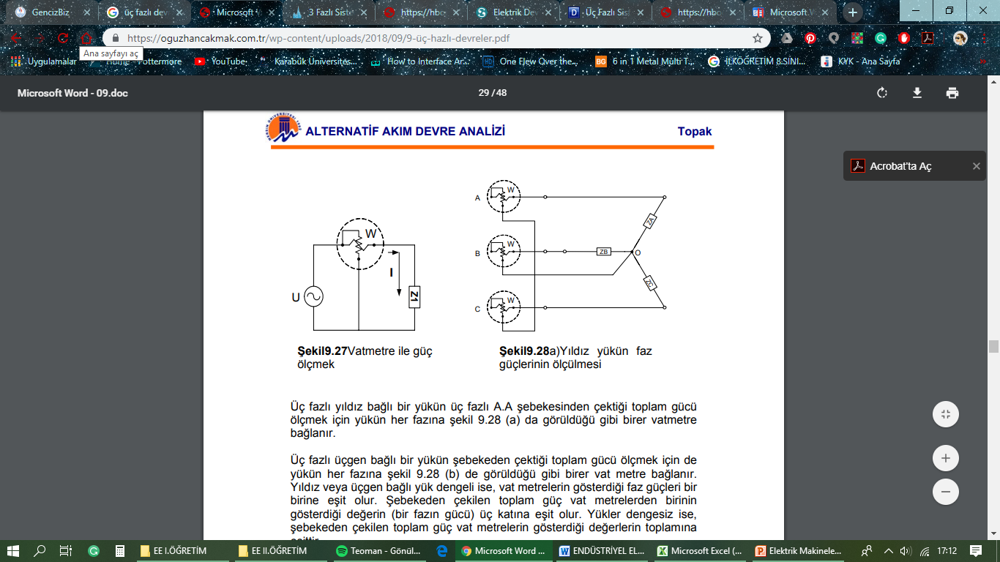 GencizBiz
üç fazlı dev
Microsoft W
3 Fazlı Siste
https://hbo
Elektrik De
Üç Fazlı Sis
https://hbo
Microsoft W
https://oguzhancakmak.com.tr/wp-content/uploads/2018/09/9-üç-hazlı-devreler.pdf
Ana sayfayı aç
Uygulamalar
Home - Pottermore
YouTube
Karabük Üniversites...
How to Interface Ar...
One Flew Over the...
6 in 1 Metal Multi T...
İLKÖĞRETİM 8.SINI...
KYK - Ana Sayfa
Microsoft Word - 09.doc
29 / 48
ALTERNATİF AKIM DEVRE ANALİZİ
Topak
Acrobat'ta Aç
W
I
U
Z1
A
W
ZA
B
W
ZB
O
ZC
C
W
Şekil9.27Vatmetre ile güç
ölçmek
Şekil9.28a)Yıldız yükün faz
güçlerinin ölçülmesi
Üç fazlı yıldız bağlı bir yükün üç fazlı A.A şebekesinden çektiği toplam gücü
ölçmek için yükün her fazına şekil 9.28 (a) da görüldüğü gibi birer vatmetre
bağlanır.
Üç fazlı üçgen bağlı bir yükün şebekeden çektiği toplam gücü ölçmek için de
yükün her fazına şekil 9.28 (b) de görüldüğü gibi birer vat metre bağlanır.
Yıldız veya üçgen bağlı yük dengeli ise, vat metrelerin gösterdiği faz güçleri bir
birine eşit olur. Şebekeden çekilen toplam güç vat metrelerden birinin
gösterdiği değerin (bir fazın gücü) üç katına eşit olur. Yükler dengesiz ise,
şebekeden çekilen toplam güç vat metrelerin gösterdiği değerlerin toplamına
eşittir.
EE I.ÖĞRETİM
EE II.ÖĞRETİM
Teoman - Gönül...
Microsoft Word ...
ENDÜSTRİYEL EL...
Microsoft Excel (...
Elektrik Makinele...
17:12